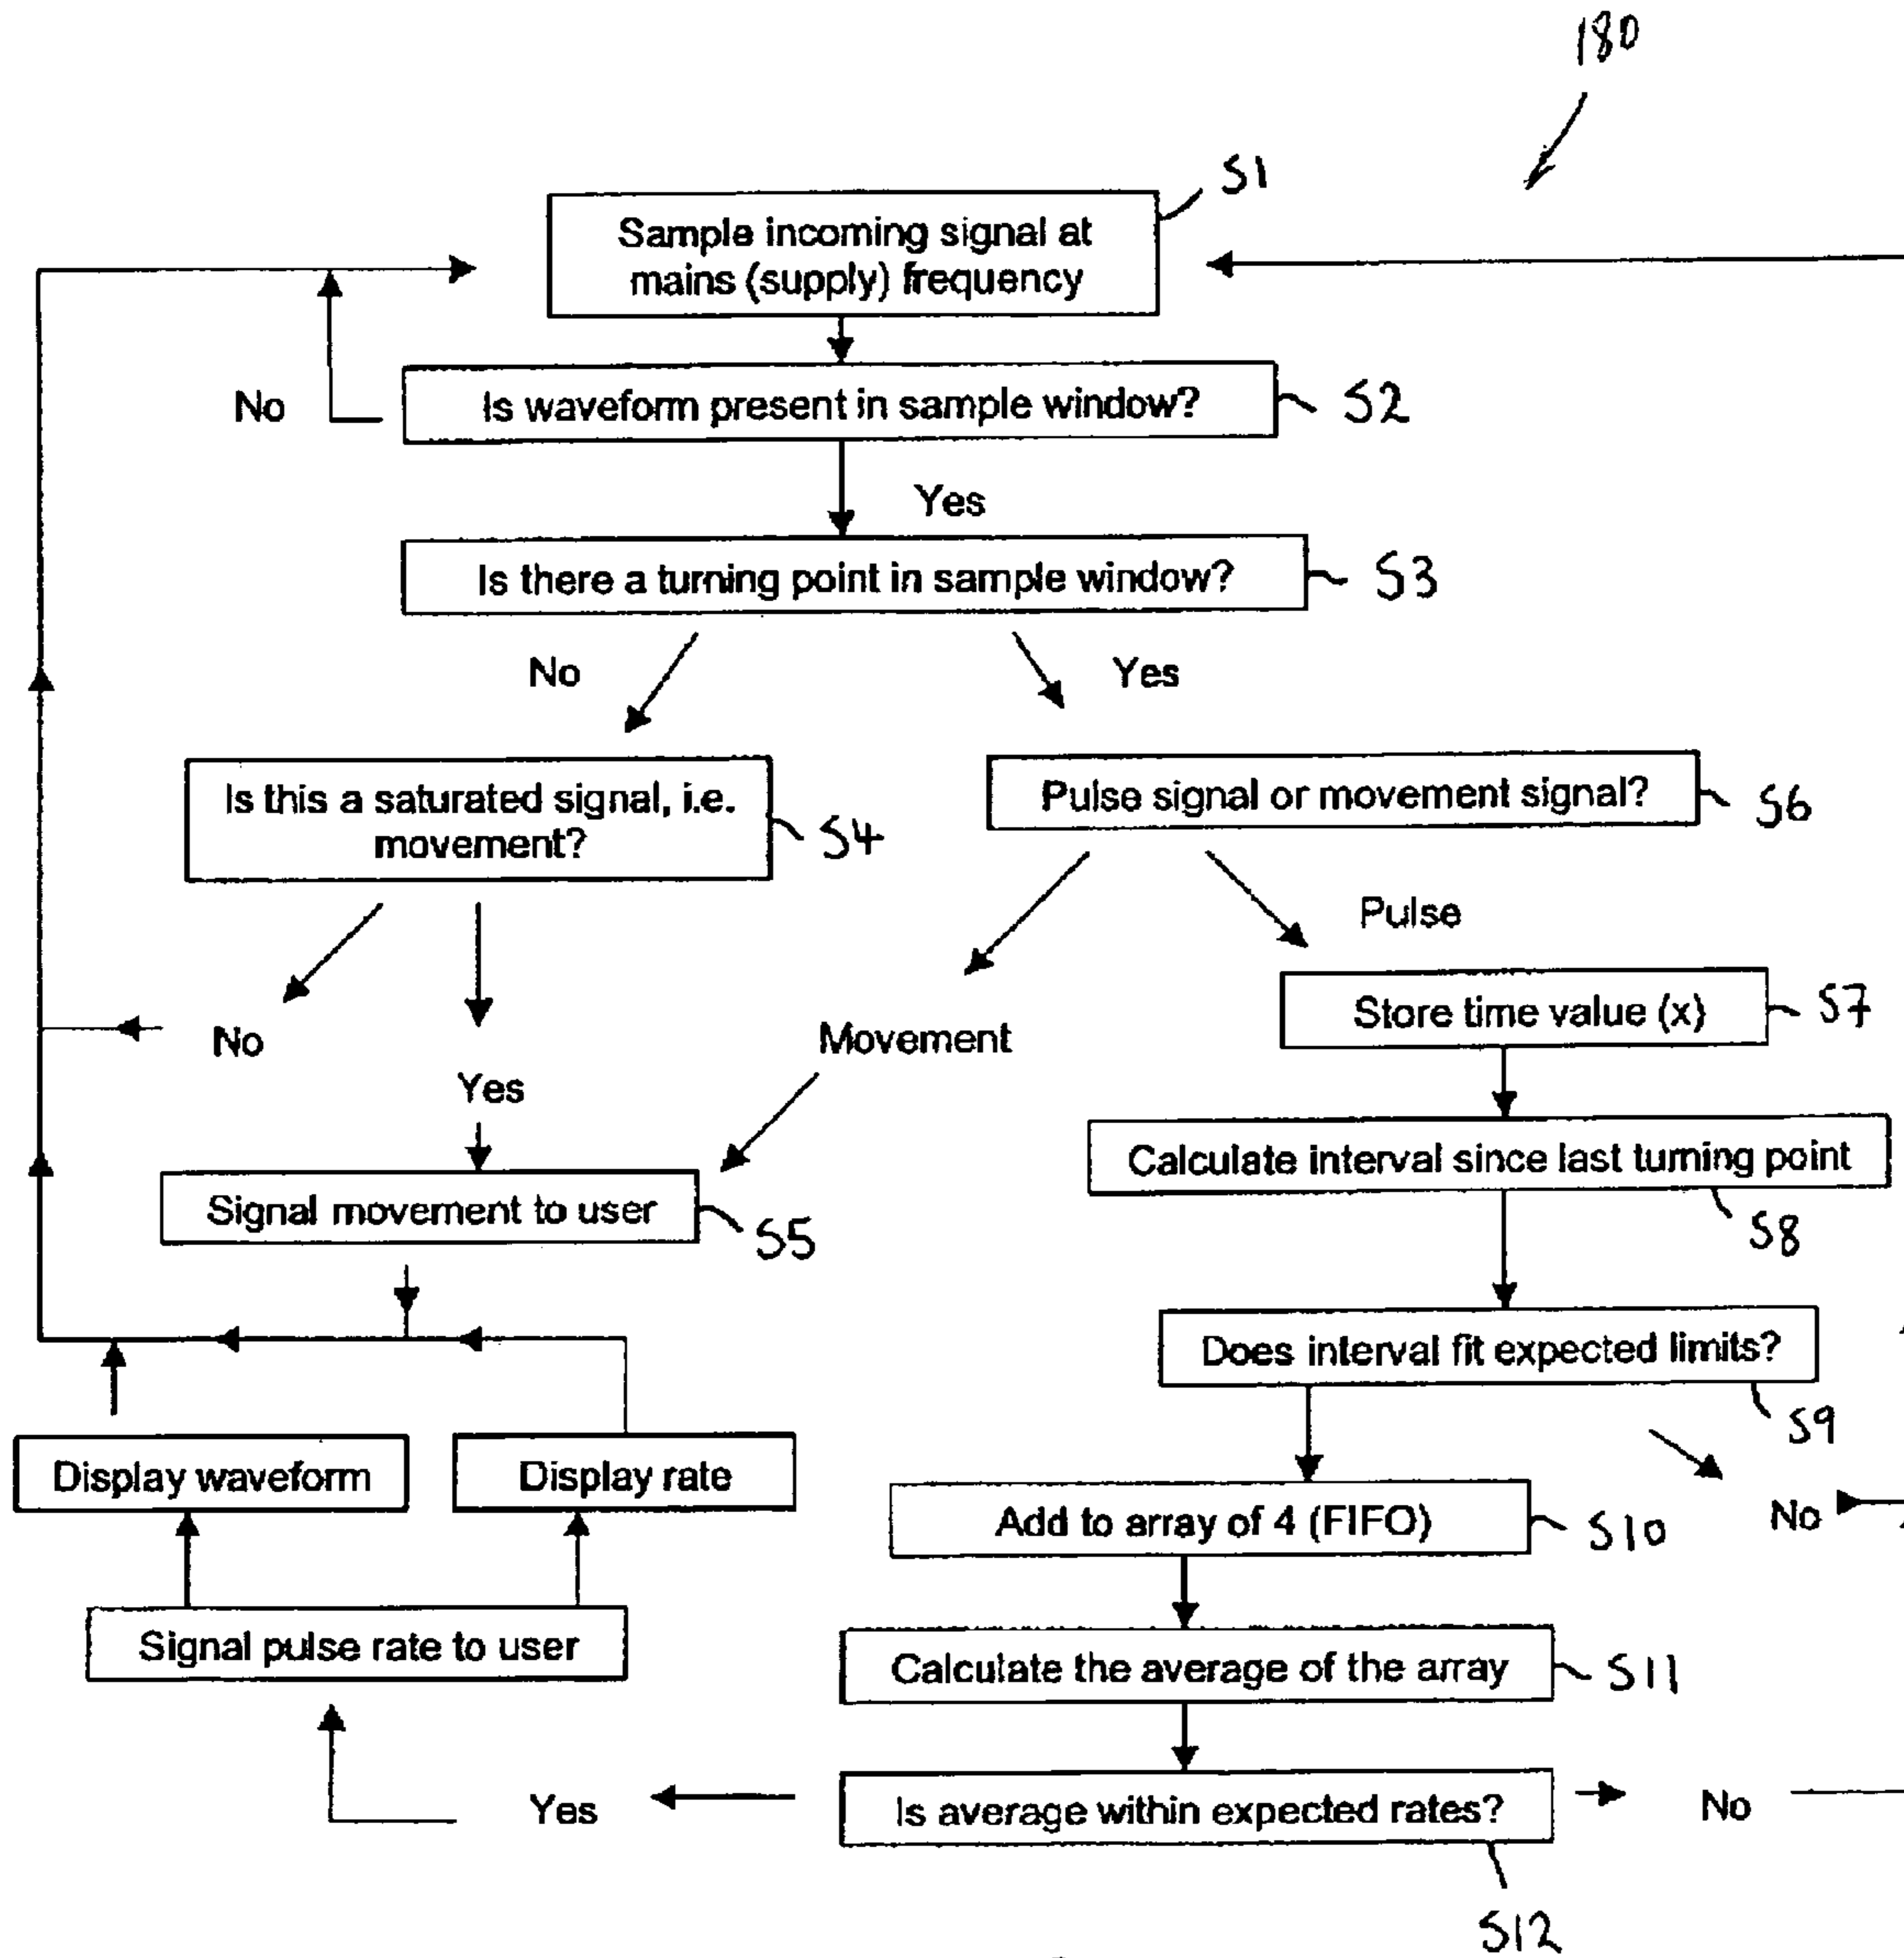 180
S1
Sample incoming signal at
mains (supply) frequency
No
Is waveform present in sample window?
S2
Yes
Is there a turning point in sample window?
S3
No
Yes
Is this a saturated signal, i.e.
movement?
S4
Pulse signal or movement signal?
S6
Pulse
Store time value (x)
S7
No
Movement
Yes
Calculate interval since last turning point
S8
Signal movement to user
S5
Does interval fit expected limits?
S9
Display waveform
Display rate
Add to array of 4 (FIFO)
S10
No
Signal pulse rate to user
Calculate the average of the array
S11
Yes
Is average within expected rates?
No
S12